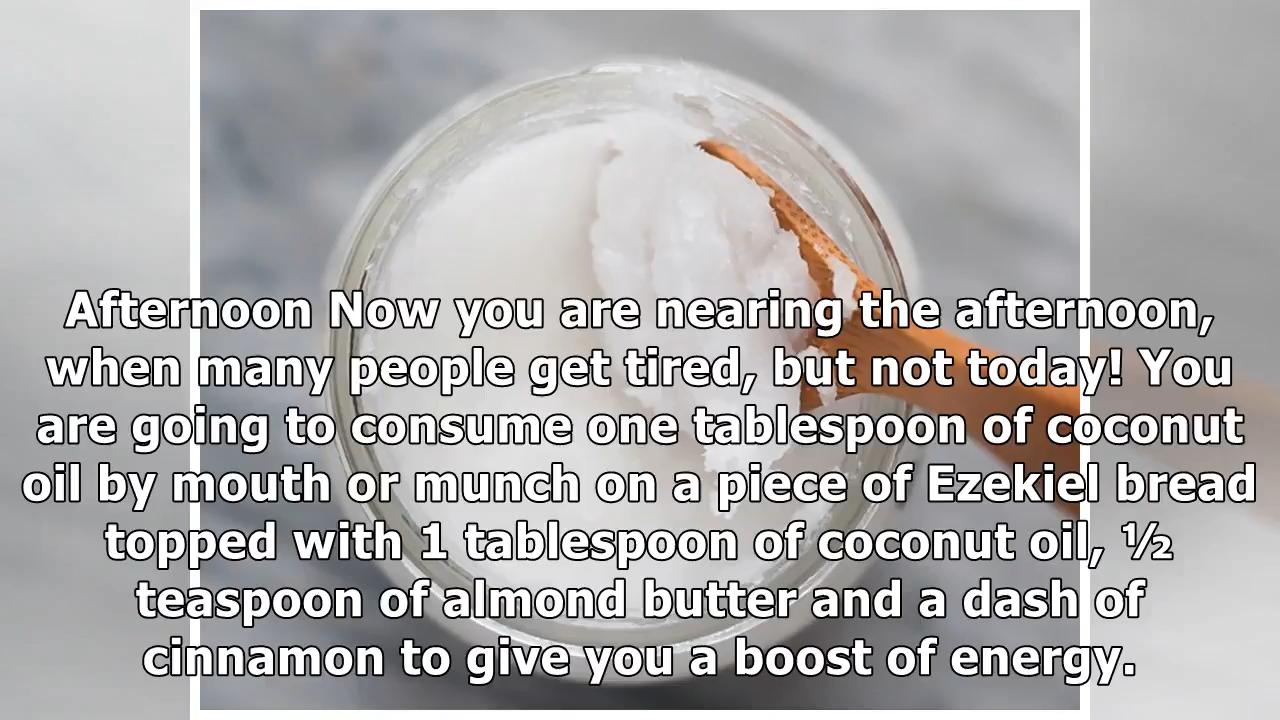 Afternoon Now you are nearing the afternoon,
when many people get tired, but not today! You
are going to consume one tablespoon of coconut
oil by mouth or munch on a piece of Ezekiel bread
topped with 1 tablespoon of coconut oil, ½
teaspoon of almond butter and a dash of
cinnamon to give you a boost of energy.